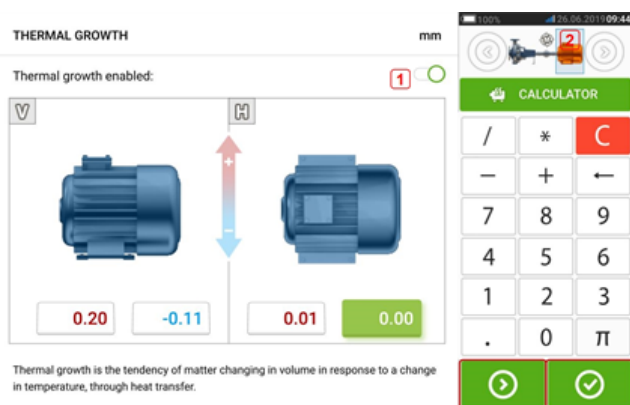 100% 26.06.2019 09:44
THERMAL GROWTH mm
2
Thermal growth enabled: 1
CALCULATOR
V H
/ * C
+
− + ←
−
7 8 9
4 5 6
1 2 3
0.20 -0.11 0.01 0.00
. 0 π
Thermal growth is the tendency of matter changing in volume in response to a change
in temperature, through heat transfer.